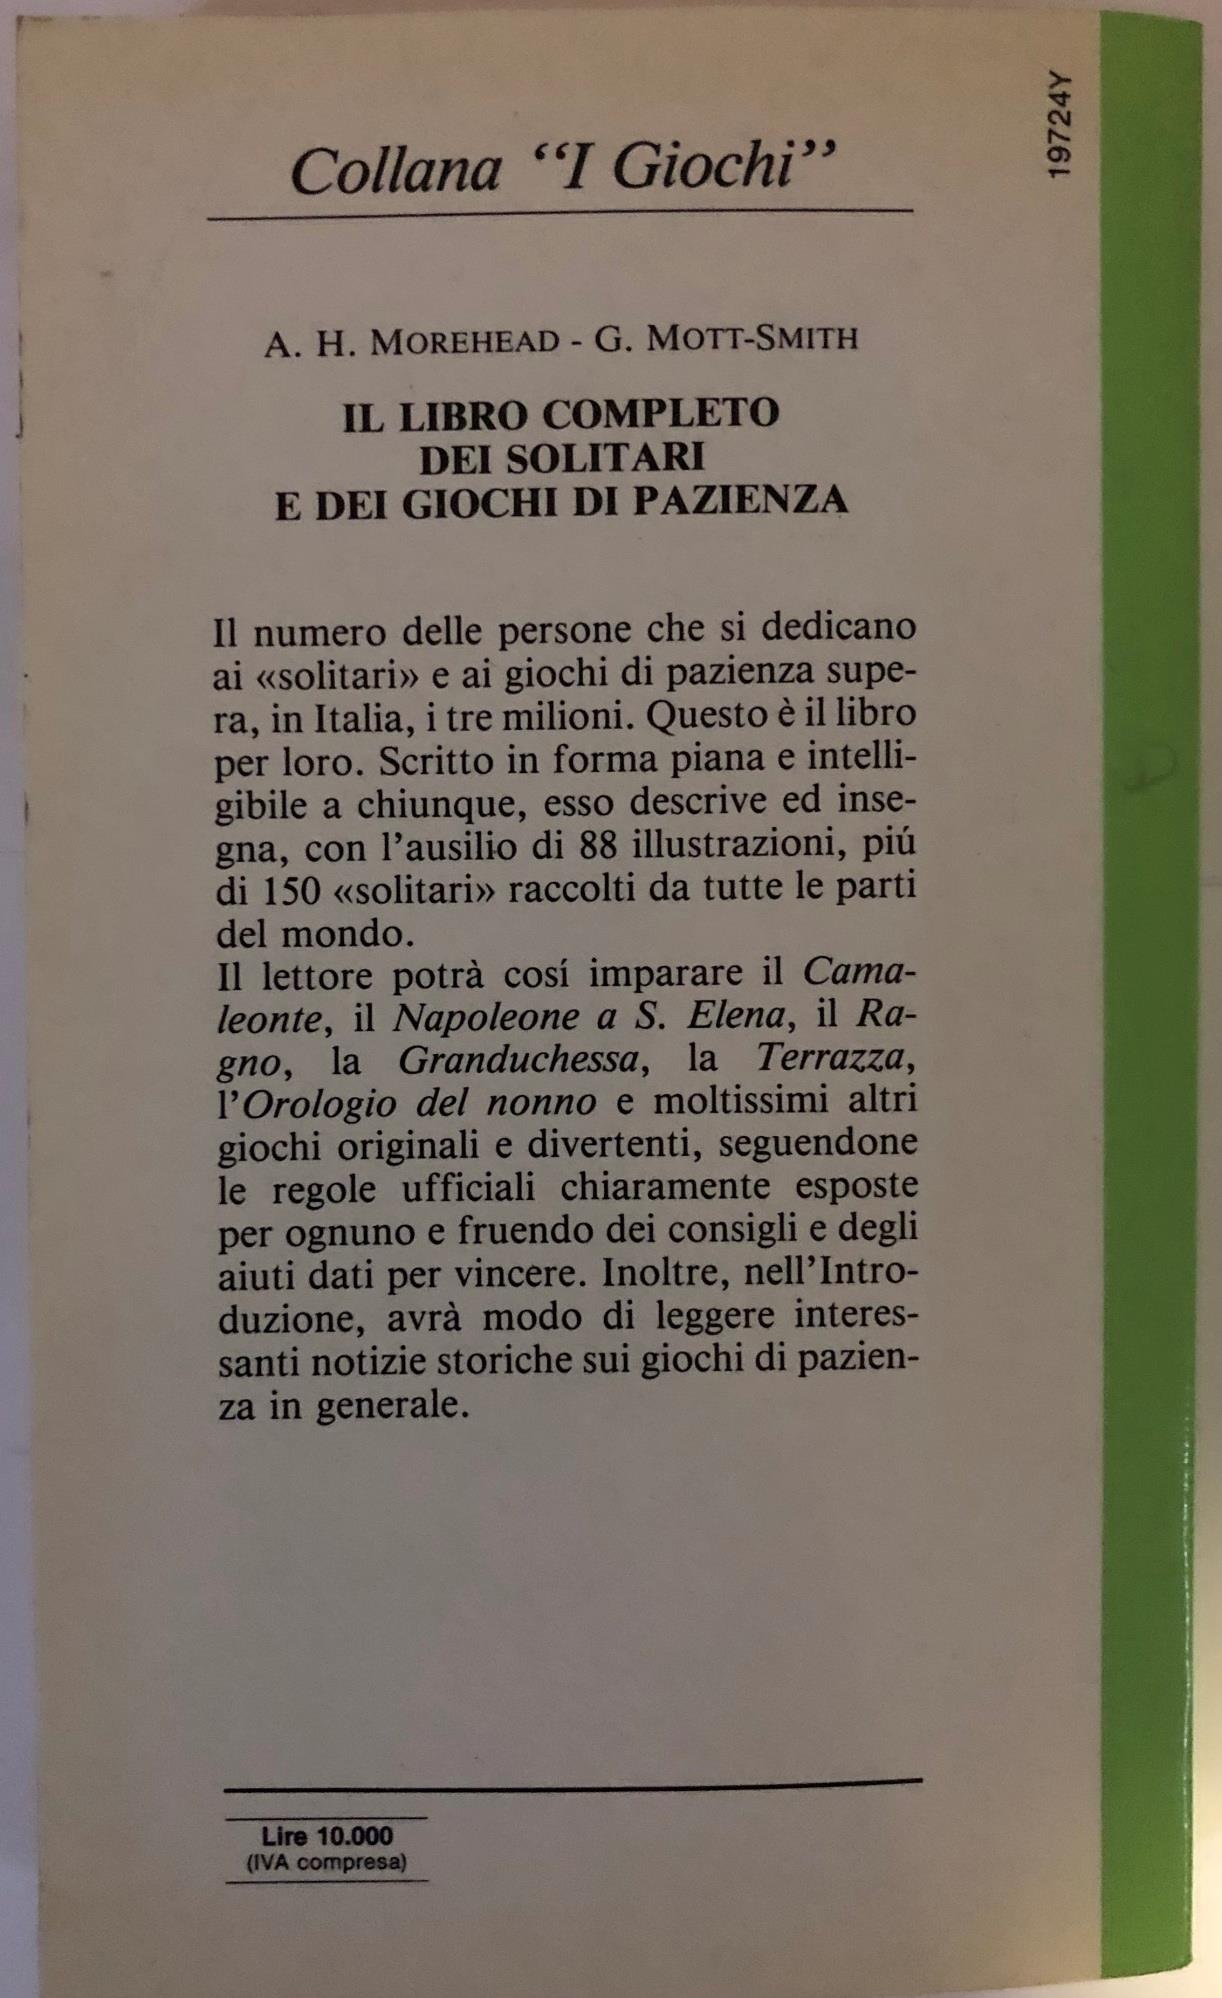 19724Y
Collana “I Giochi”
A. H. MOREHEAD - G. MOTT-SMITH
IL LIBRO COMPLETO
DEI SOLITARI
E DEI GIOCHI DI PAZIENZA
Il numero delle persone che si dedicano
ai «solitari» e ai giochi di pazienza supe-
ra, in Italia, i tre milioni. Questo è il libro
per loro. Scritto in forma piana e intelli-
gibile a chiunque, esso descrive ed inse-
gna, con l’ausilio di 88 illustrazioni, piú
di 150 «solitari» raccolti da tutte le parti
del mondo.
Il lettore potrà cosí imparare il Cama-
leonte, il Napoleone a S. Elena, il Ra-
gno, la Granduchessa, la Terrazza,
l’Orologio del nonno e moltissimi altri
giochi originali e divertenti, seguendone
le regole ufficiali chiaramente esposte
per ognuno e fruendo dei consigli e degli
aiuti dati per vincere. Inoltre, nell’Intro-
duzione, avrà modo di leggere interes-
santi notizie storiche sui giochi di pazien-
za in generale.
Lire 10.000
(IVA compresa)